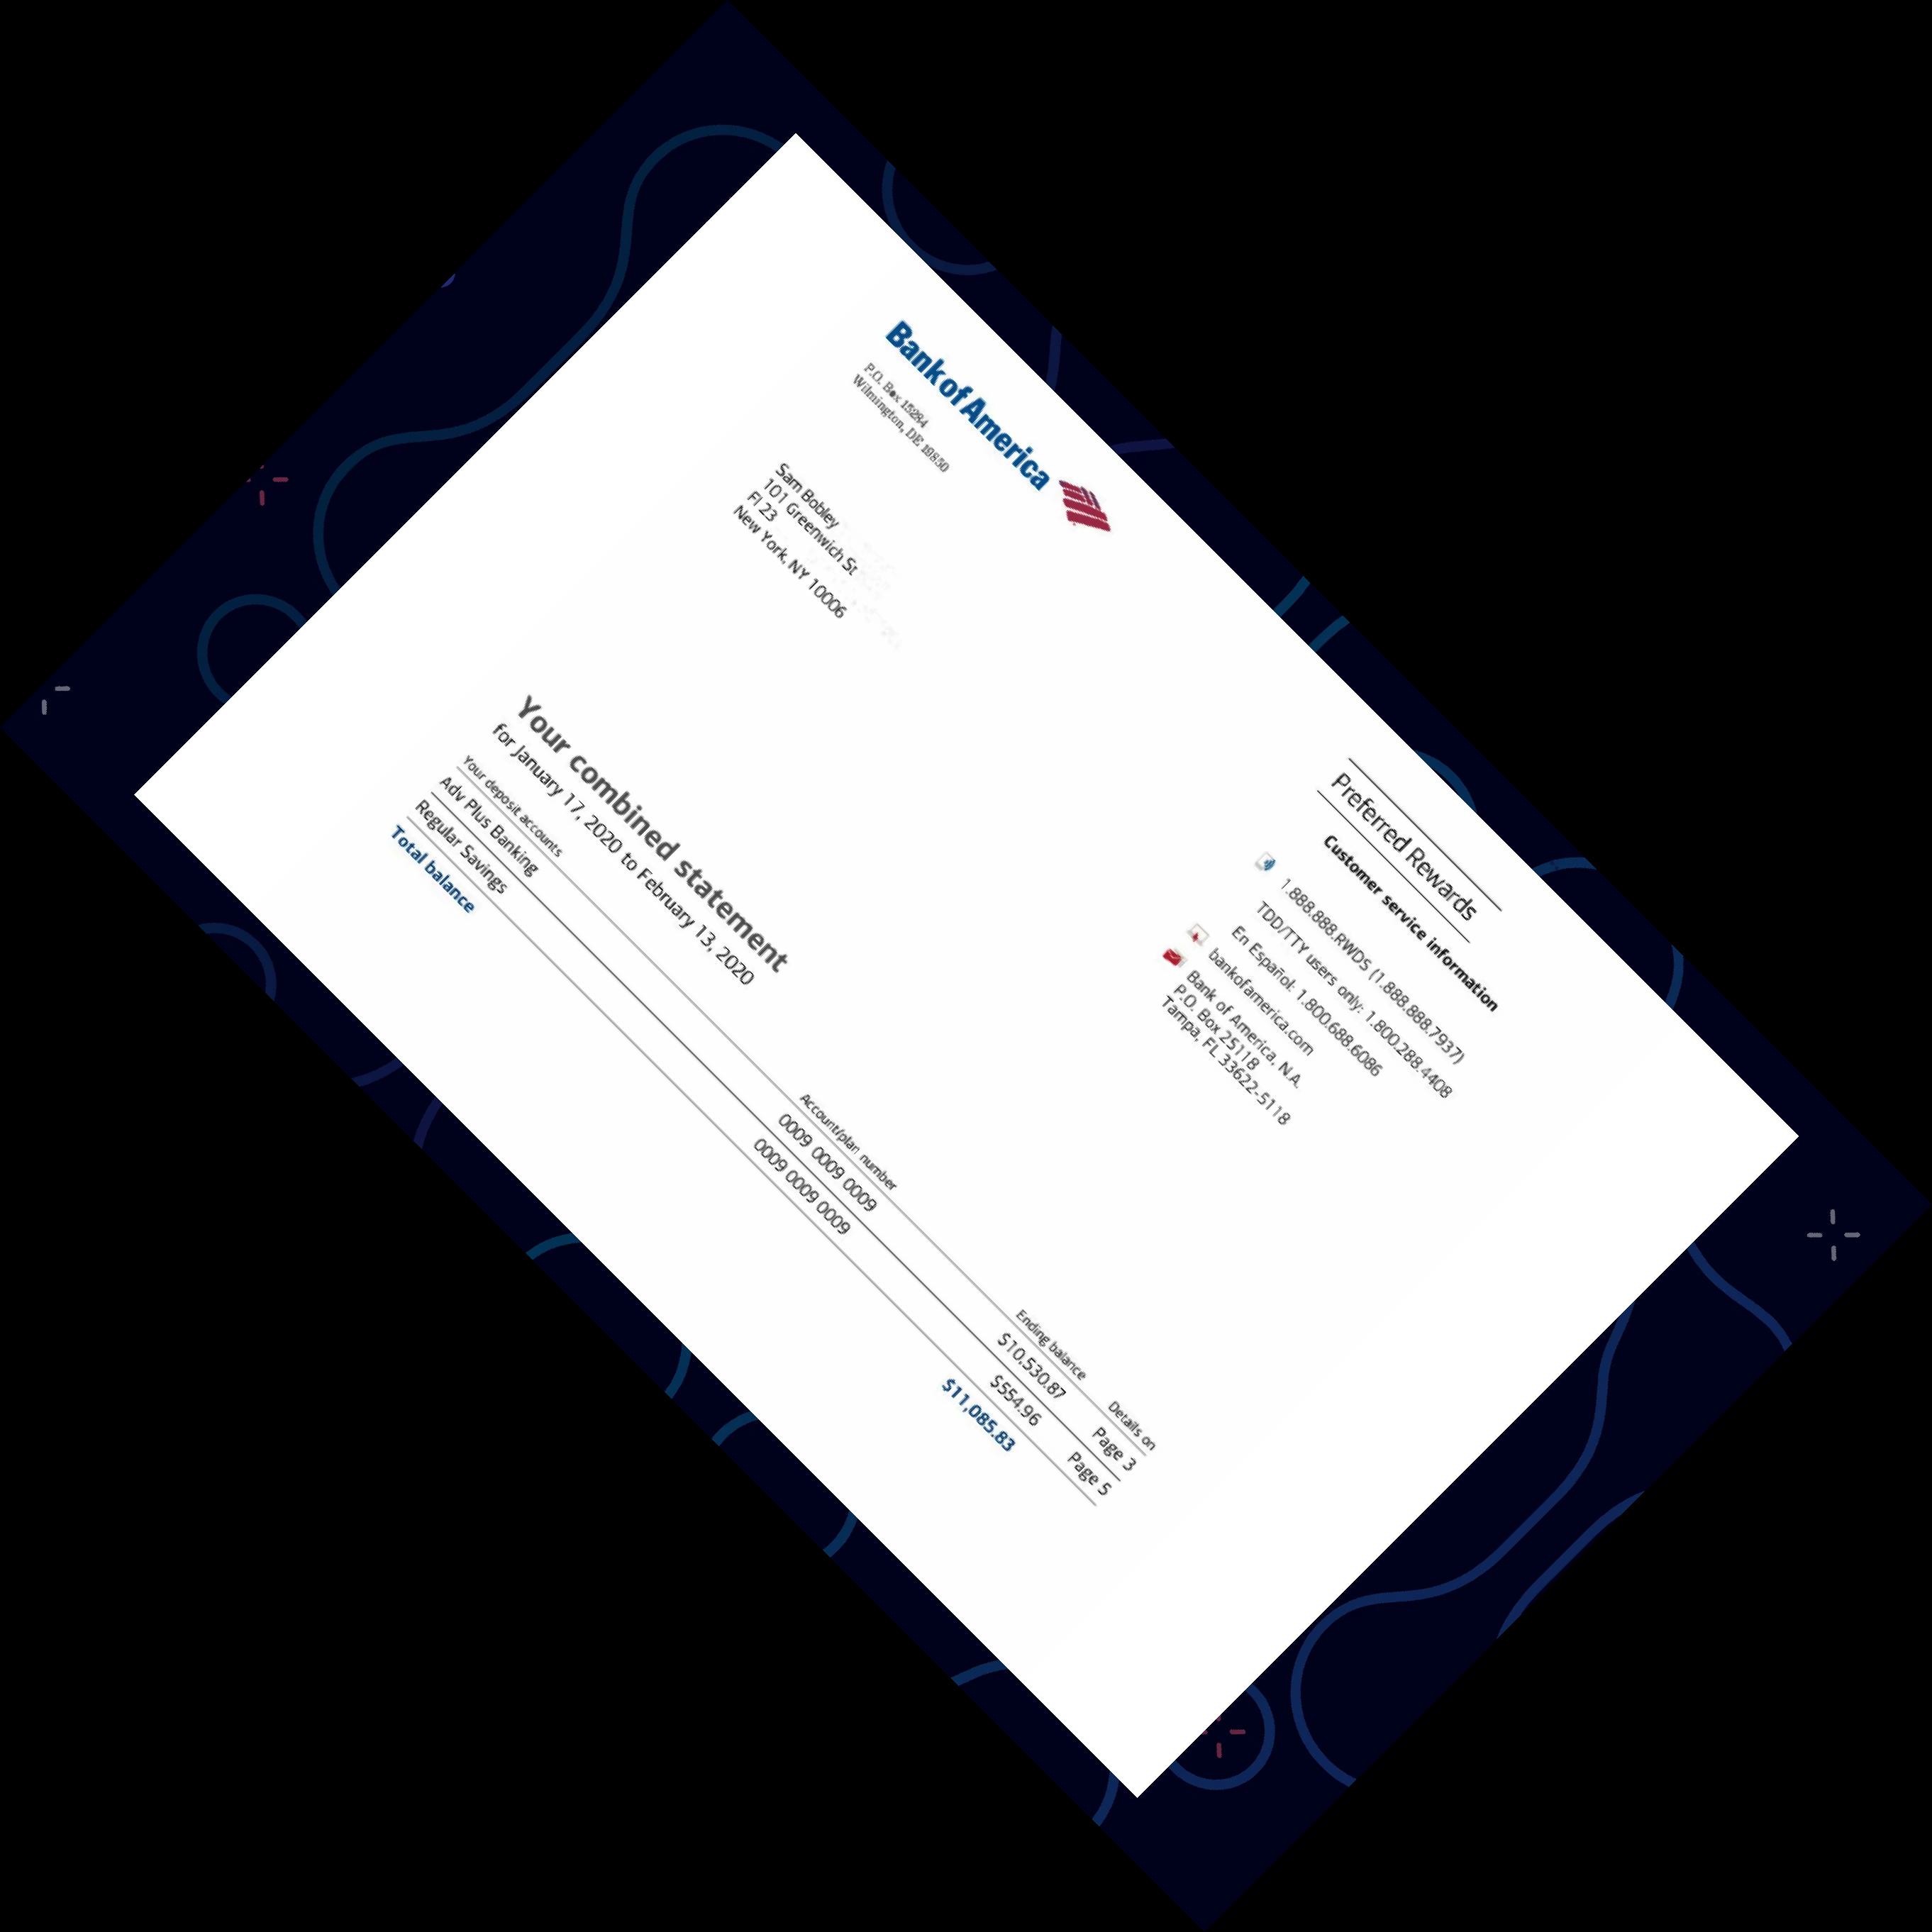 Bank of America
P.O. Box 15284
Wilmington, DE 19850
Preferred Rewards
Customer service information
1.888.888.RWDS (1.888.888.7937)
TDD/TTY users only: 1.800.288.4408
En Español: 1.800.688.6086
bankofamerica.com
Bank of America, N.A.
P.O. Box 25118
Tampa, FL 33622-5118
Sam Bobley
101 Greenwich St
Fl 23
New York, NY 10006
Your combined statement
for January 17, 2020 to February 13, 2020
Your deposit accounts Account/plan number Ending balance Details on
Adv Plus Banking 0009 0009 0009 $10,530.87 Page 3
Regular Savings 0009 0009 0009 $554.96 Page 5
Total balance $11,085.83